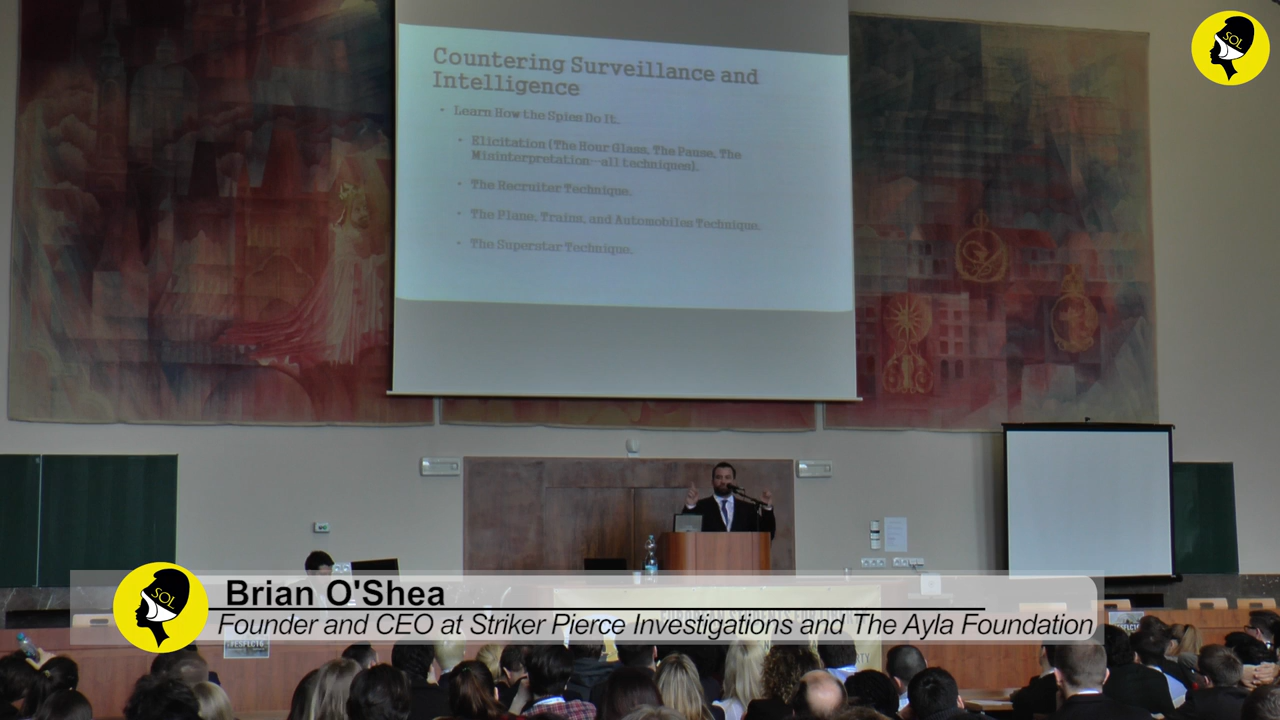 SOL
Countering Surveillance and
Intelligence
• Learn How the Spies Do It.
• Elicitation (The Hour Glass, The Pause, The
Misinterpretation—all techniques).
• The Recruiter Technique.
• The Plane, Trains, and Automobiles Technique.
• The Superstar Technique.
SOL
Brian O'Shea
Founder and CEO at Striker Pierce Investigations and The Ayla Foundation